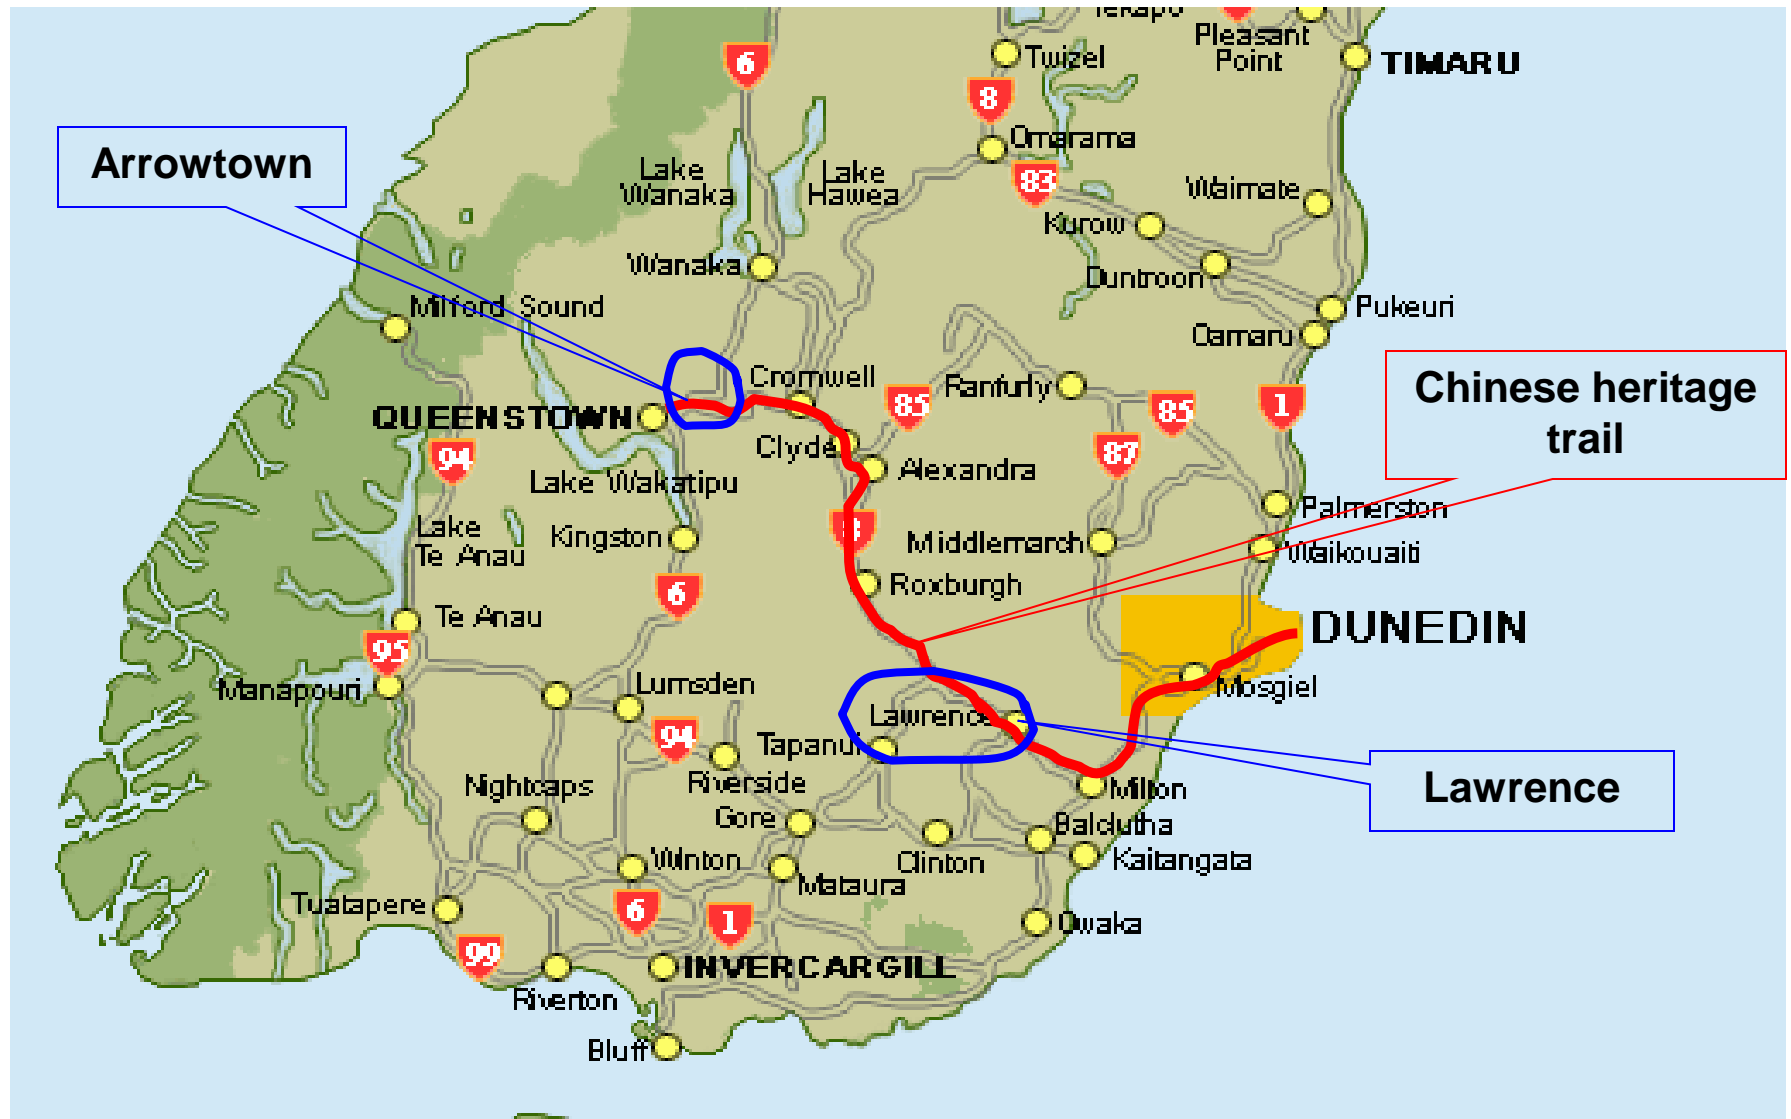 Tekapo
Pleasant
Point
6
Twizel
TIMARU
8
Arrowtown
Omarama
Lake
Wanaka
Lake
Hawea
83
Waimate
Kurow
Wanaka
Duntroon
Milford Sound
Pukeuri
Oamaru
Cromwell
Ranfurly
85
85
1
Chinese heritage
trail
QUEENSTOWN
Clyde
94
87
Alexandra
Lake Wakatipu
Palmerston
Lake
Te Anau
Kingston
8
Middlemarch
Waikouaiti
6
Roxburgh
Te Anau
DUNEDIN
95
Manapouri
Lumsden
Mosgiel
Lawrence
94
Tapanui
Riverside
Nightcaps
Milton
Lawrence
Gore
Balclutha
Winton
Clinton
Kaitangata
Mataura
Tuatapere
6
1
Owaka
99
INVERCARGILL
Riverton
Bluff